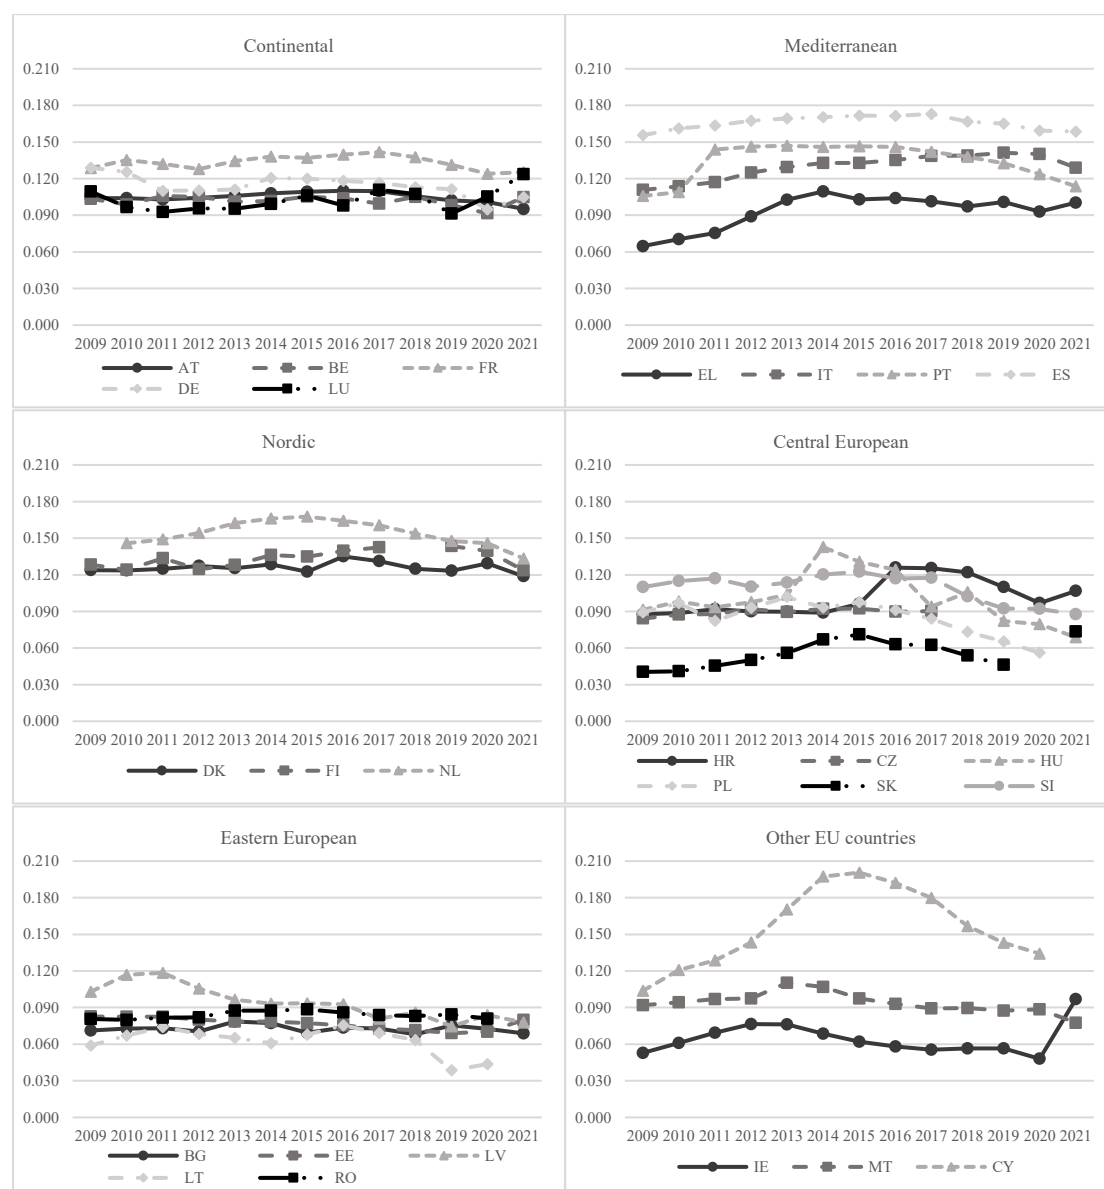 Continental
0.210
0.180
0.150
0.120
0.090
0.060
0.030
0.000
2009 2010 2011 2012 2013 2014 2015 2016 2017 2018 2019 2020 2021
AT BE FR
DE LU
Mediterranean
0.210
0.180
0.150
0.120
0.090
0.060
0.030
0.000
2009 2010 2011 2012 2013 2014 2015 2016 2017 2018 2019 2020 2021
EL IT PT ES
Nordic
0.210
0.180
0.150
0.120
0.090
0.060
0.030
0.000
2009 2010 2011 2012 2013 2014 2015 2016 2017 2018 2019 2020 2021
DK FI NL
Central European
0.210
0.180
0.150
0.120
0.090
0.060
0.030
0.000
2009 2010 2011 2012 2013 2014 2015 2016 2017 2018 2019 2020 2021
HR CZ HU
PL SK SI
Eastern European
0.210
0.180
0.150
0.120
0.090
0.060
0.030
0.000
2009 2010 2011 2012 2013 2014 2015 2016 2017 2018 2019 2020 2021
BG EE LV
LT RO
Other EU countries
0.210
0.180
0.150
0.120
0.090
0.060
0.030
0.000
2009 2010 2011 2012 2013 2014 2015 2016 2017 2018 2019 2020 2021
IE MT CY